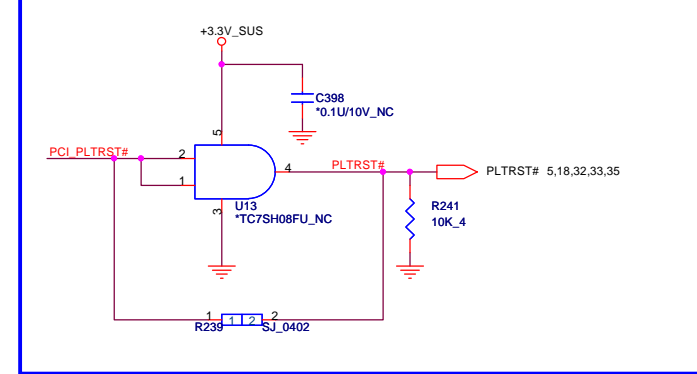 +3.3V_SUS
C398
*0.1U/10V_NC
5
PCI_PLTRST#
2
1
4
PLTRST#
PLTRST# 5,18,32,33,35
3
U13
*TC7SH08FU_NC
R241
10K_4
1
1 2
2
R239
SJ_0402